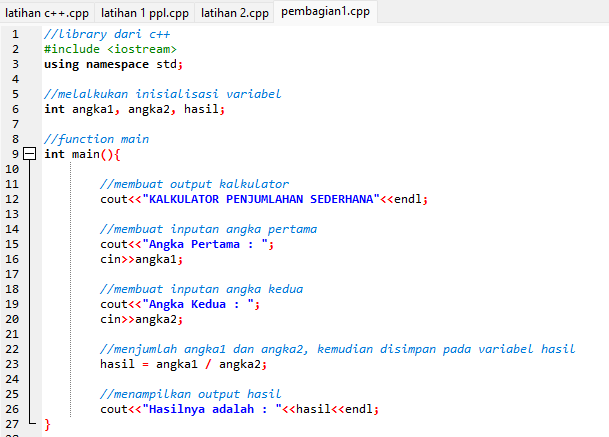 latihan c++.cpp latihan 1 ppl.cpp latihan 2.cpp pembagian1.cpp
1 //library dari c++
2 #include <iostream>
3 using namespace std;
4
5 //melalkukan inisialisasi variabel
6 int angka1, angka2, hasil;
7
8 //function main
9 int main(){
10
11 //membuat output kalkulator
12 cout<<"KALKULATOR PENJUMLAHAN SEDERHANA"<<endl;
13
14 //membuat inputan angka pertama
15 cout<<"Angka Pertama : ";
16 cin>>angka1;
17
18 //membuat inputan angka kedua
19 cout<<"Angka Kedua : ";
20 cin>>angka2;
21
22 //menjumlah angka1 dan angka2, kemudian disimpan pada variabel hasil
23 hasil = angka1 / angka2;
24
25 //menampilkan output hasil
26 cout<<"Hasilnya adalah : "<<hasil<<endl;
27 }